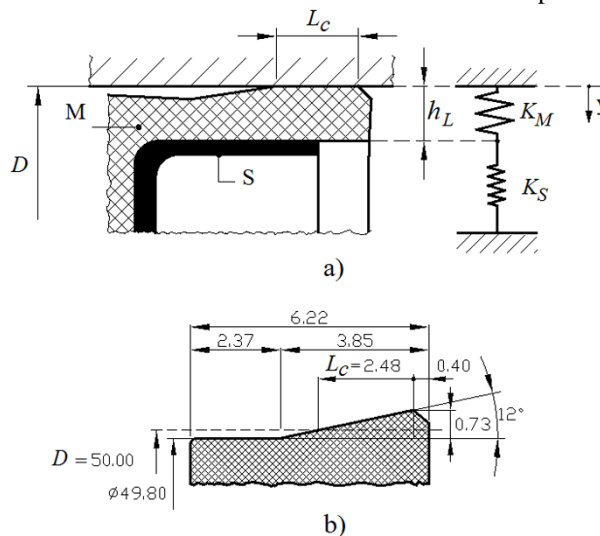 L_c
M
h_L
K_M
Y
D
S
K_S
a)
6.22
2.37
3.85
L_c=2.48
0.40
12°
0.73
D = 50.00
ø49.80
b)